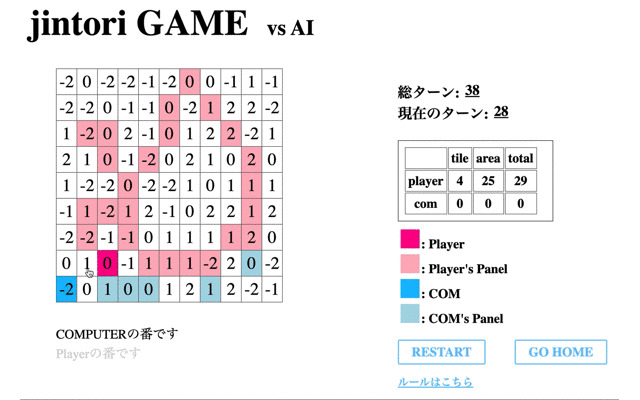 jintori GAME vs AI
-2 0 -2 -2 -1 -2 0 0 -1 1 -1
-2 -2 0 -1 -1 0 -2 1 2 2 -2
1 -2 0 2 -1 0 1 2 2 -2 1
2 1 0 -1 -2 0 2 1 0 2 0
1 -2 -2 0 -2 -2 1 0 1 1 1
-1 1 -2 1 2 -1 0 2 2 1 2
-2 -2 -1 -1 0 1 1 1 1 2 0
0 1 0 -1 1 1 1 -2 2 0 -2
-2 0 1 0 0 1 2 1 2 -2 -1
COMPUTERの番です
Playerの番です
総ターン: 38
現在のターン: 28
tile area total
player 4 25 29
com 0 0 0
: Player
: Player's Panel
: COM
: COM's Panel
RESTART GO HOME
ルールはこちら